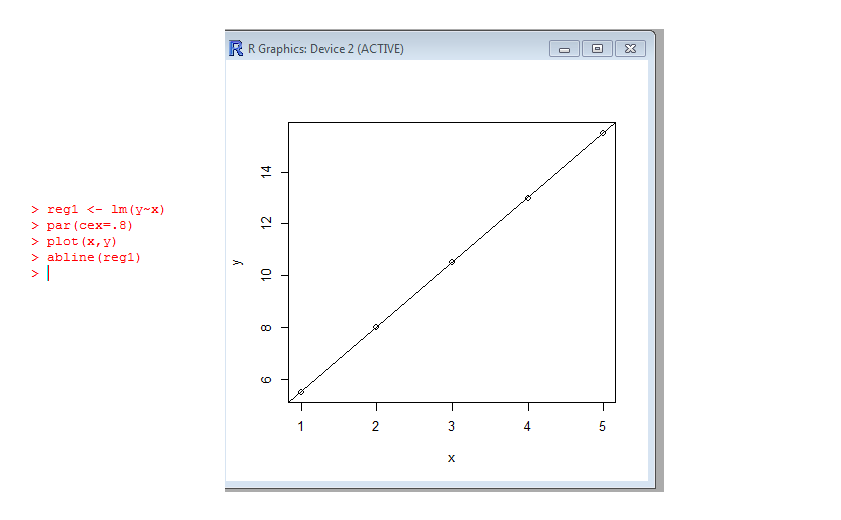 R Graphics: Device 2 (ACTIVE)
> reg1 <- lm(y~x)
> par(cex=.8)
> plot(x,y)
> abline(reg1)
>
14
12
10
8
6
y
1 2 3 4 5
x